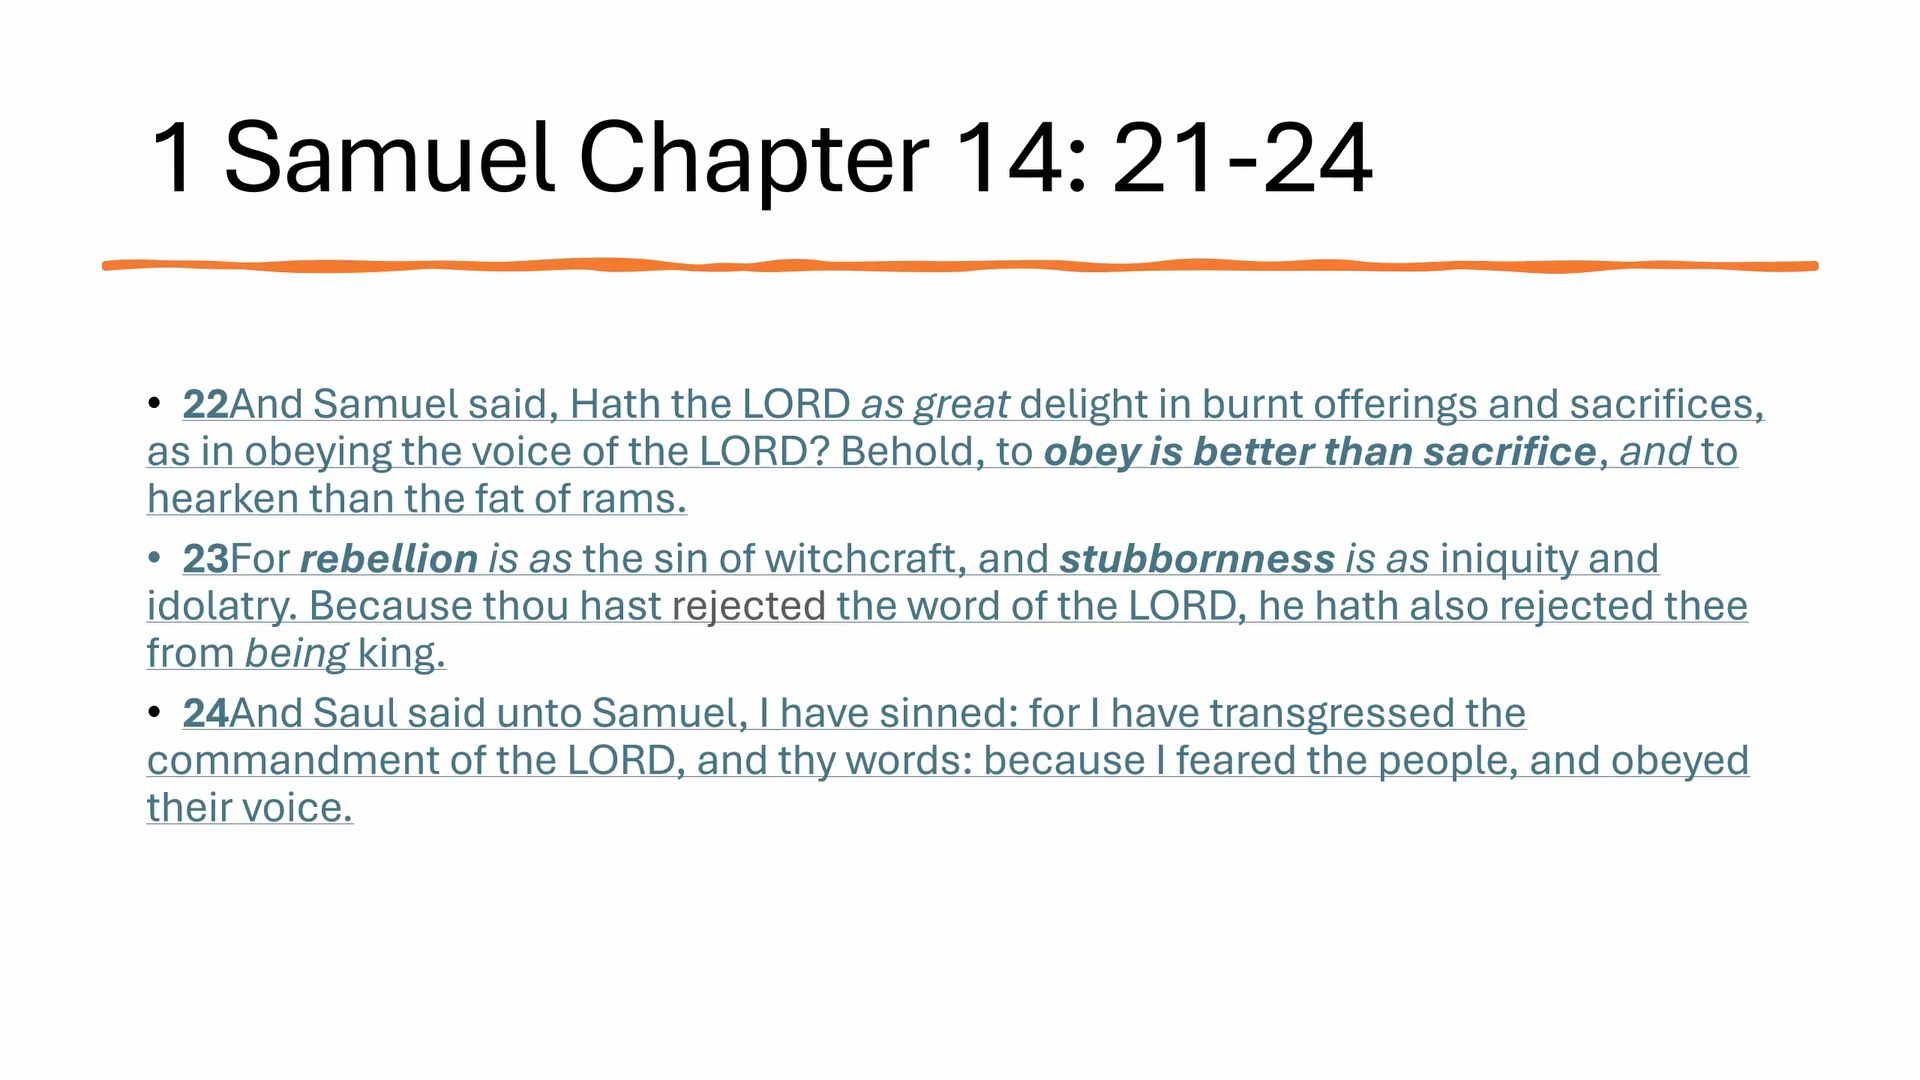 1 Samuel Chapter 14: 21-24
• 22And Samuel said, Hath the LORD as great delight in burnt offerings and sacrifices,
as in obeying the voice of the LORD? Behold, to obey is better than sacrifice, and to
hearken than the fat of rams.
• 23For rebellion is as the sin of witchcraft, and stubbornness is as iniquity and
idolatry. Because thou hast rejected the word of the LORD, he hath also rejected thee
from being king.
• 24And Saul said unto Samuel, I have sinned: for I have transgressed the
commandment of the LORD, and thy words: because I feared the people, and obeyed
their voice.